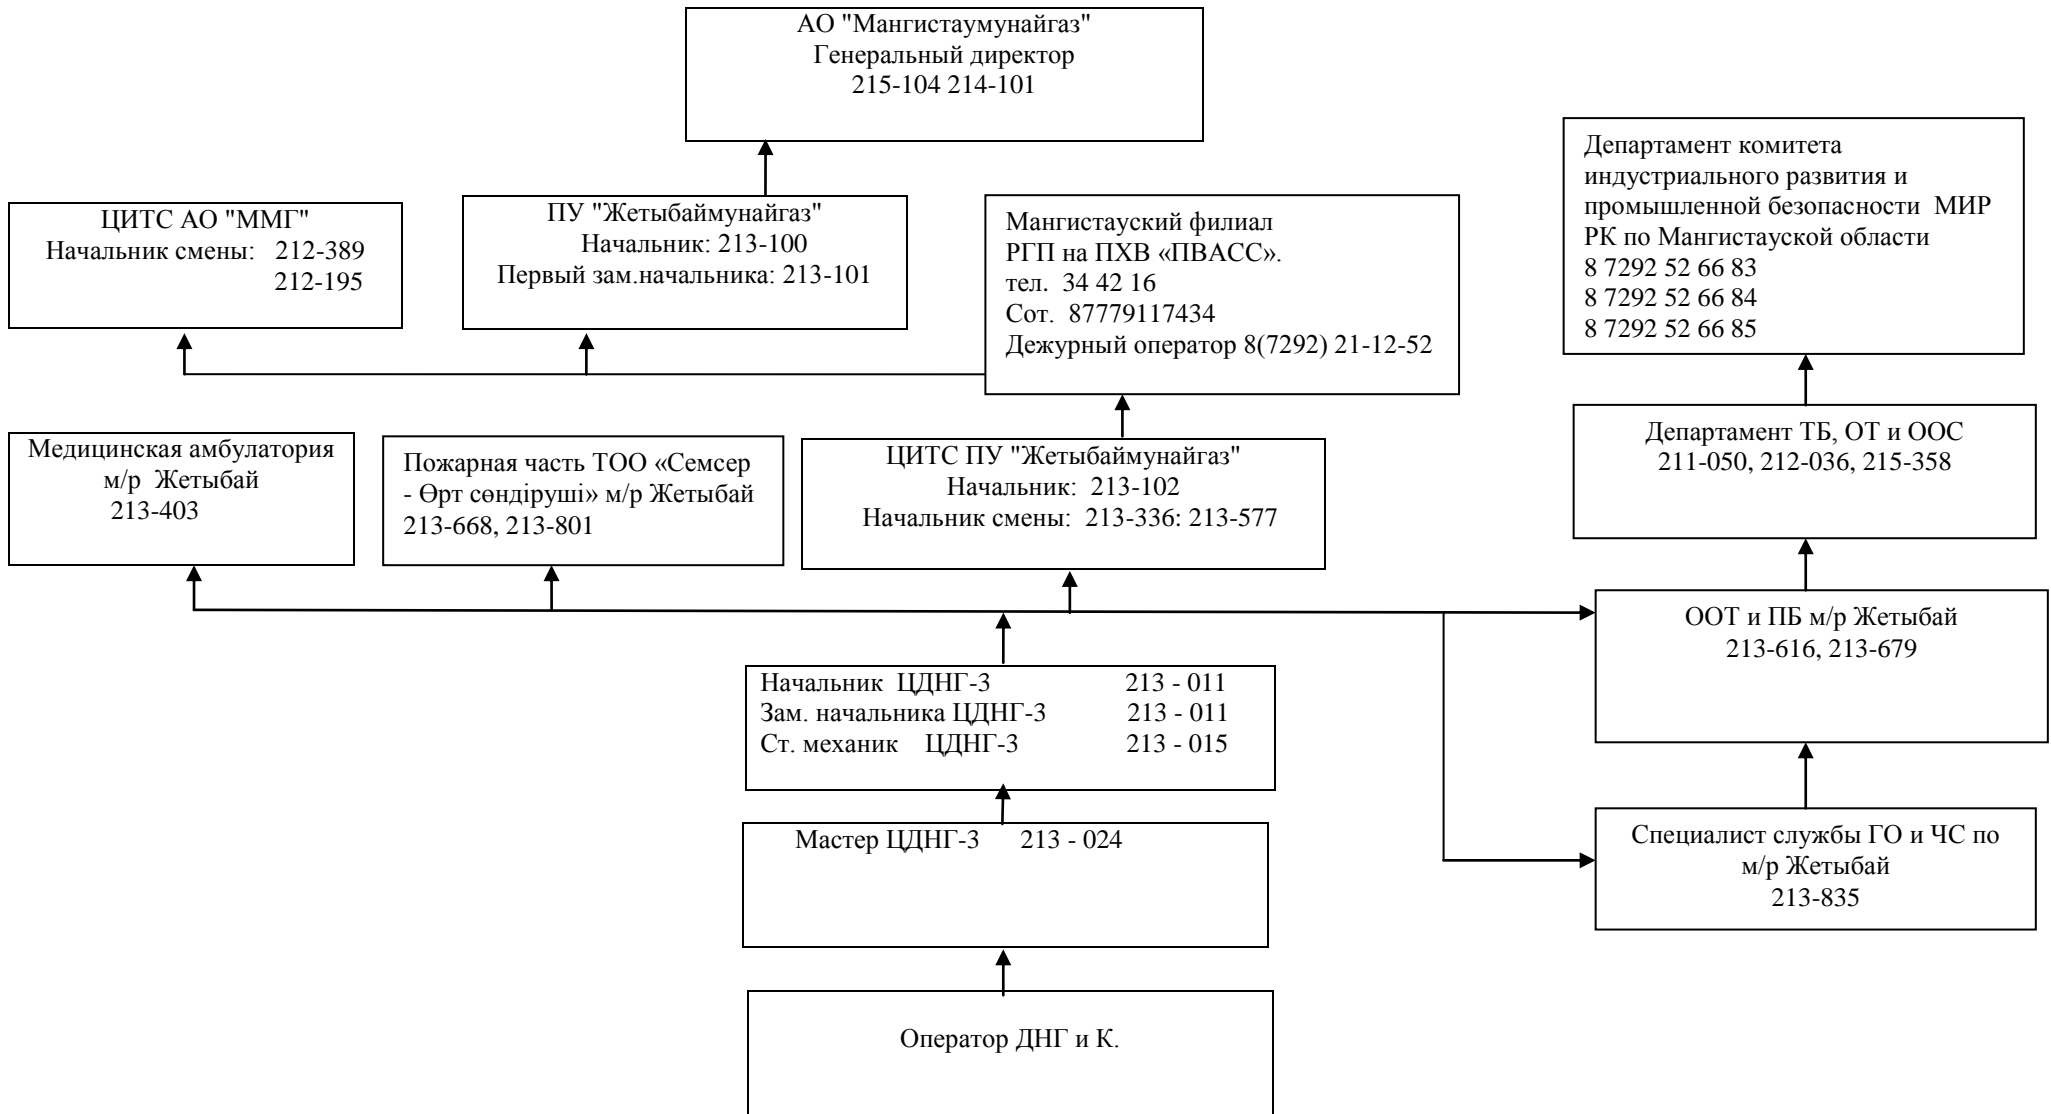 АО "Мангистаумунайгаз"
Генеральный директор
215-104 214-101
Департамент комитета
индустриального развития и
промышленной безопасности МИР
РК по Мангистауской области
8 7292 52 66 83
8 7292 52 66 84
8 7292 52 66 85
ЦИТС АО "ММГ"
Начальник смены: 212-389
212-195
ПУ "Жетыбаймунайгаз"
Начальник: 213-100
Первый зам.начальника: 213-101
Мангистауский филиал
РГП на ПХВ «ПВАСС».
тел. 34 42 16
Сот. 87779117434
Дежурный оператор 8(7292) 21-12-52
Медицинская амбулатория
м/р Жетыбай
213-403
Пожарная часть ТОО «Семсер
- Өрт сөндіруші» м/р Жетыбай
213-668, 213-801
ЦИТС ПУ "Жетыбаймунайгаз"
Начальник: 213-102
Начальник смены: 213-336: 213-577
Департамент ТБ, ОТ и ООС
211-050, 212-036, 215-358
ООТ и ПБ м/р Жетыбай
213-616, 213-679
Начальник ЦДНГ-3 213 - 011
Зам. начальника ЦДНГ-3 213 - 011
Ст. механик ЦДНГ-3 213 - 015
Мастер ЦДНГ-3 213 - 024
Специалист службы ГО и ЧС по
м/р Жетыбай
213-835
Оператор ДНГ и К.